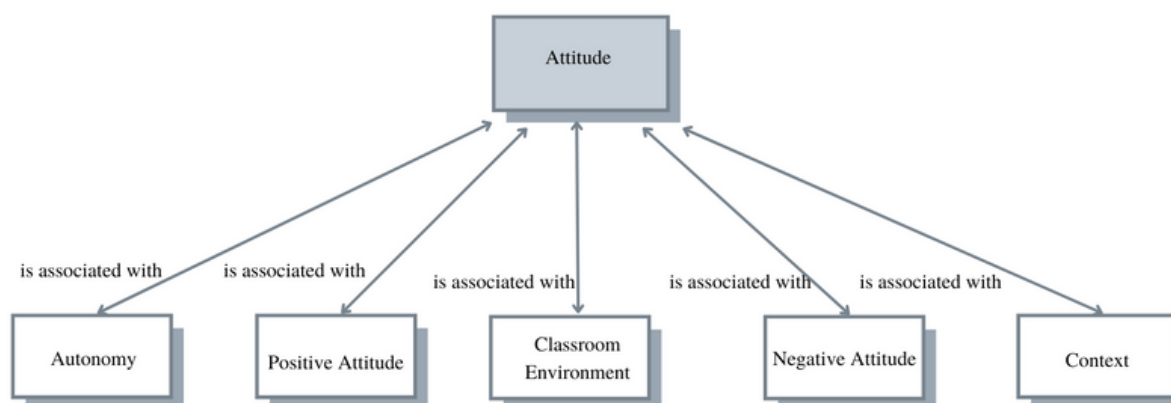 Attitude
is associated with
is associated with
is associated with
is associated with
is associated with
Autonomy
Positive Attitude
Classroom
Environment
Negative Attitude
Context